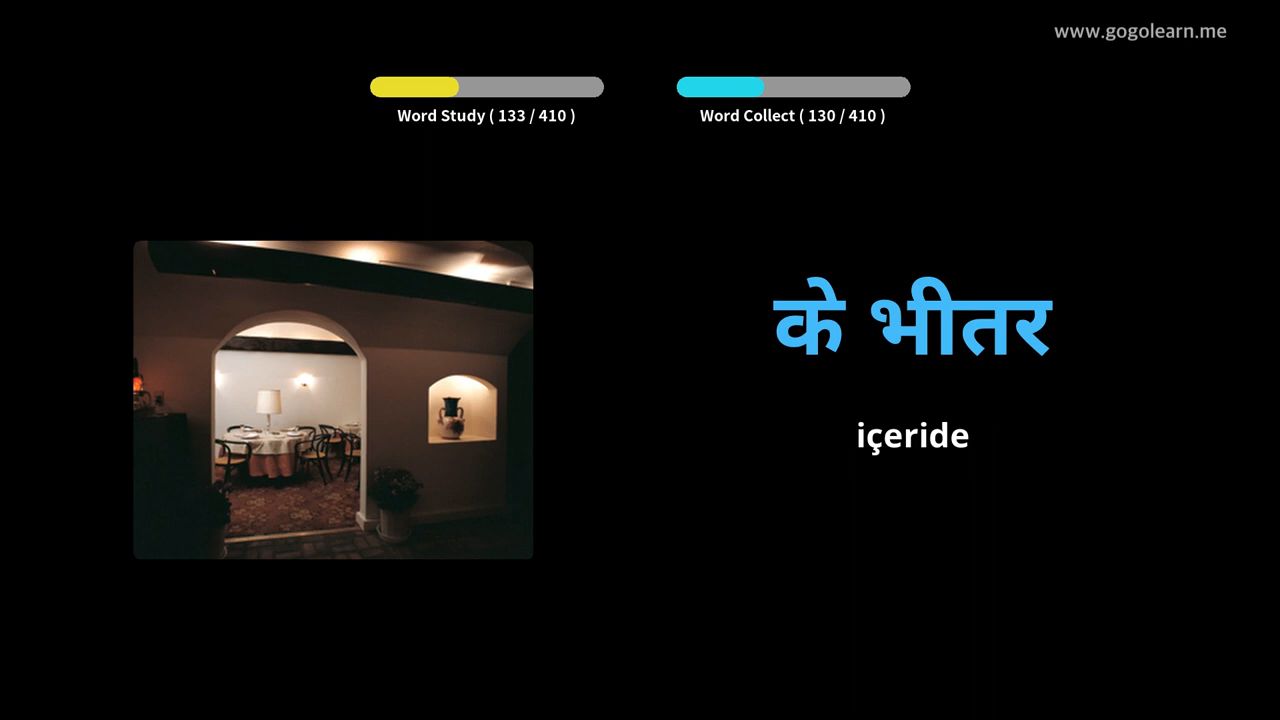 www.gogolearn.me
Word Study ( 133 / 410 )
Word Collect ( 130 / 410 )
के भीतर
içeride